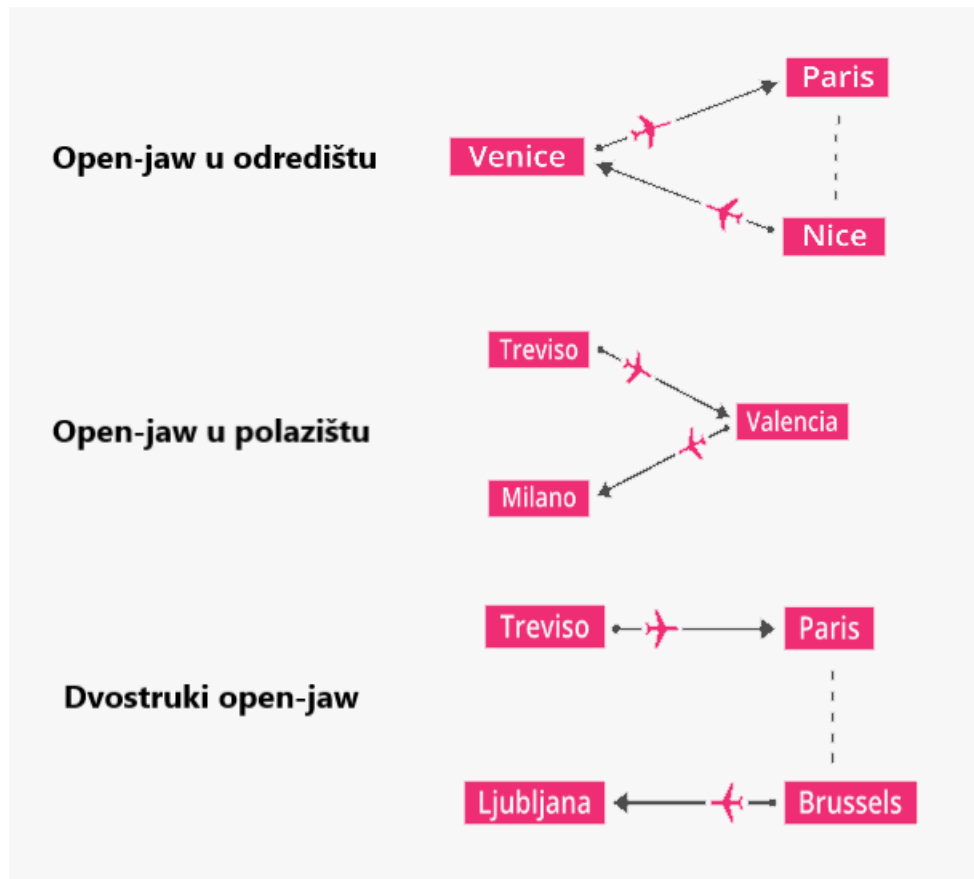 Open-jaw u odredištu
Venice
Paris
Nice
Open-jaw u polazištu
Treviso
Valencia
Milano
Dvostruki open-jaw
Treviso
Paris
Ljubljana
Brussels